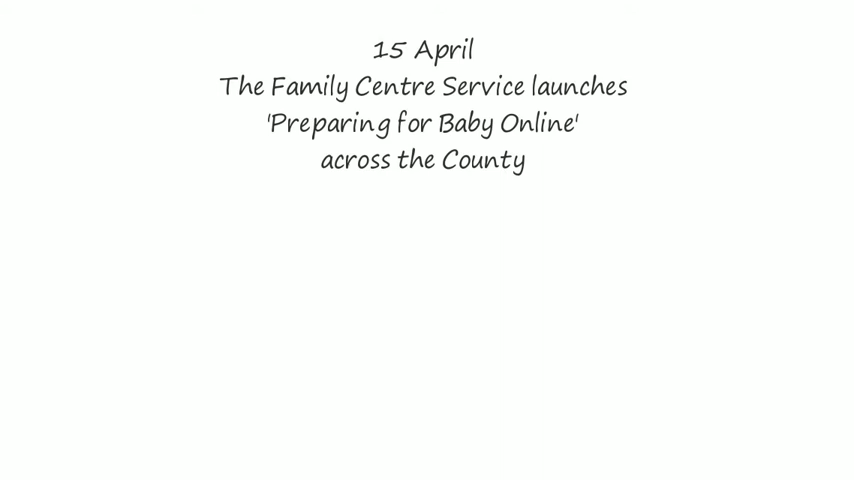 15 April
The Family Centre Service launches
'Preparing for Baby Online'
across the County